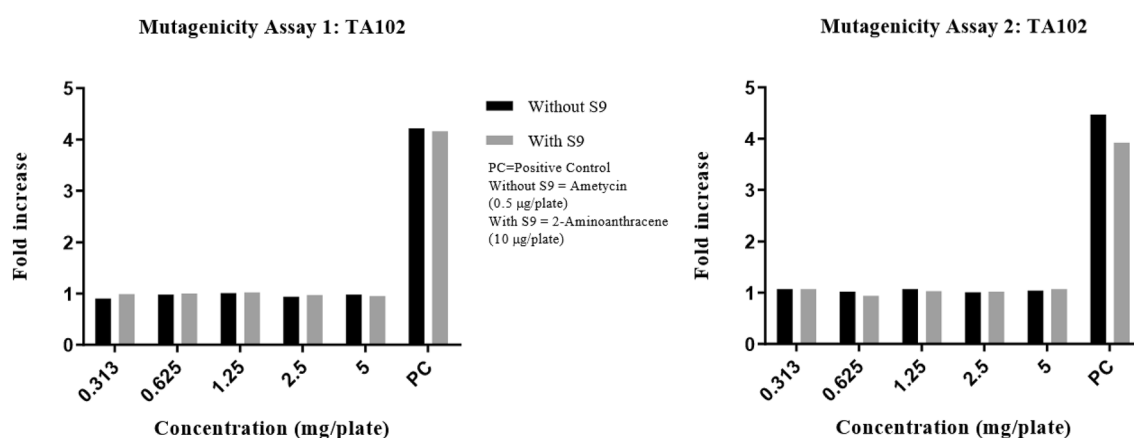 Mutagenicity Assay 1: TA102
Fold increase
5
4
3
2
1
0
0.313
0.625
1.25
2.5
5
PC
Concentration (mg/plate)
Without S9
With S9
PC=Positive Control
Without S9 = Ametycin
(0.5 µg/plate)
With S9 = 2-Aminoanthracene
(10 µg/plate)
Mutagenicity Assay 2: TA102
Fold increase
5
4
3
2
1
0
0.313
0.625
1.25
2.5
5
PC
Concentration (mg/plate)